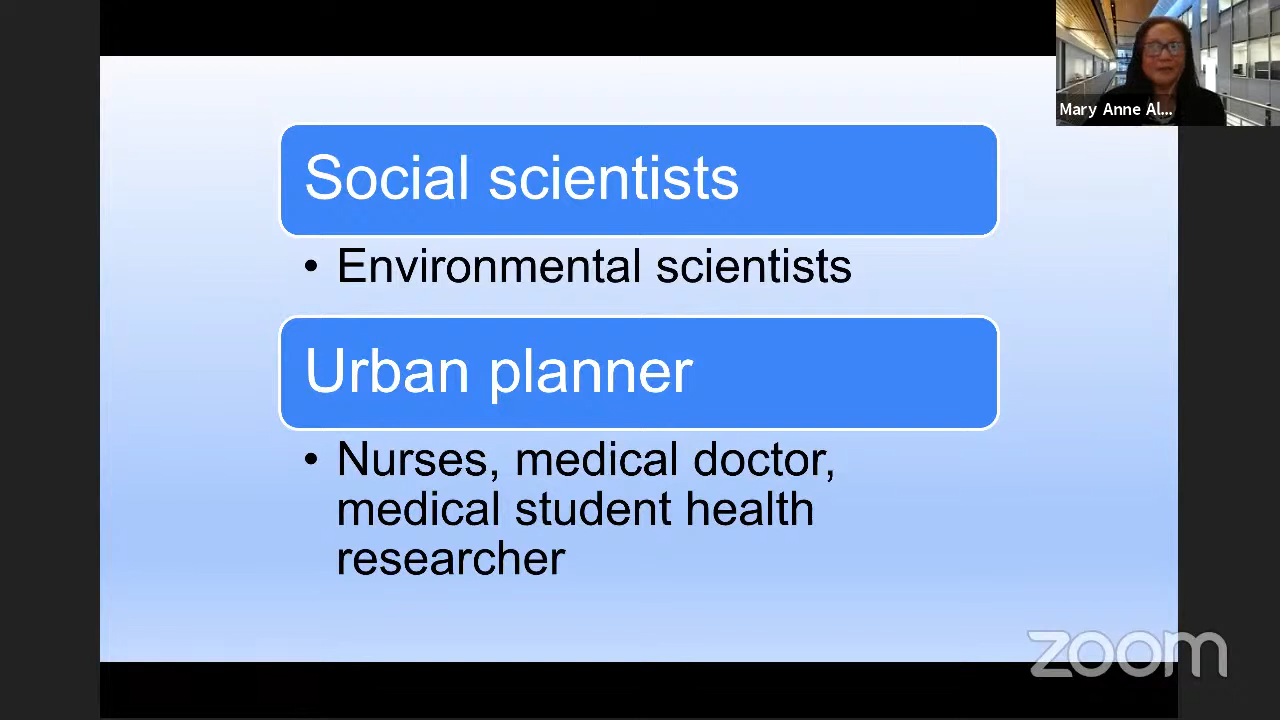 Mary Anne Al...
Social scientists
• Environmental scientists
Urban planner
• Nurses, medical doctor,
medical student health
researcher
zoom